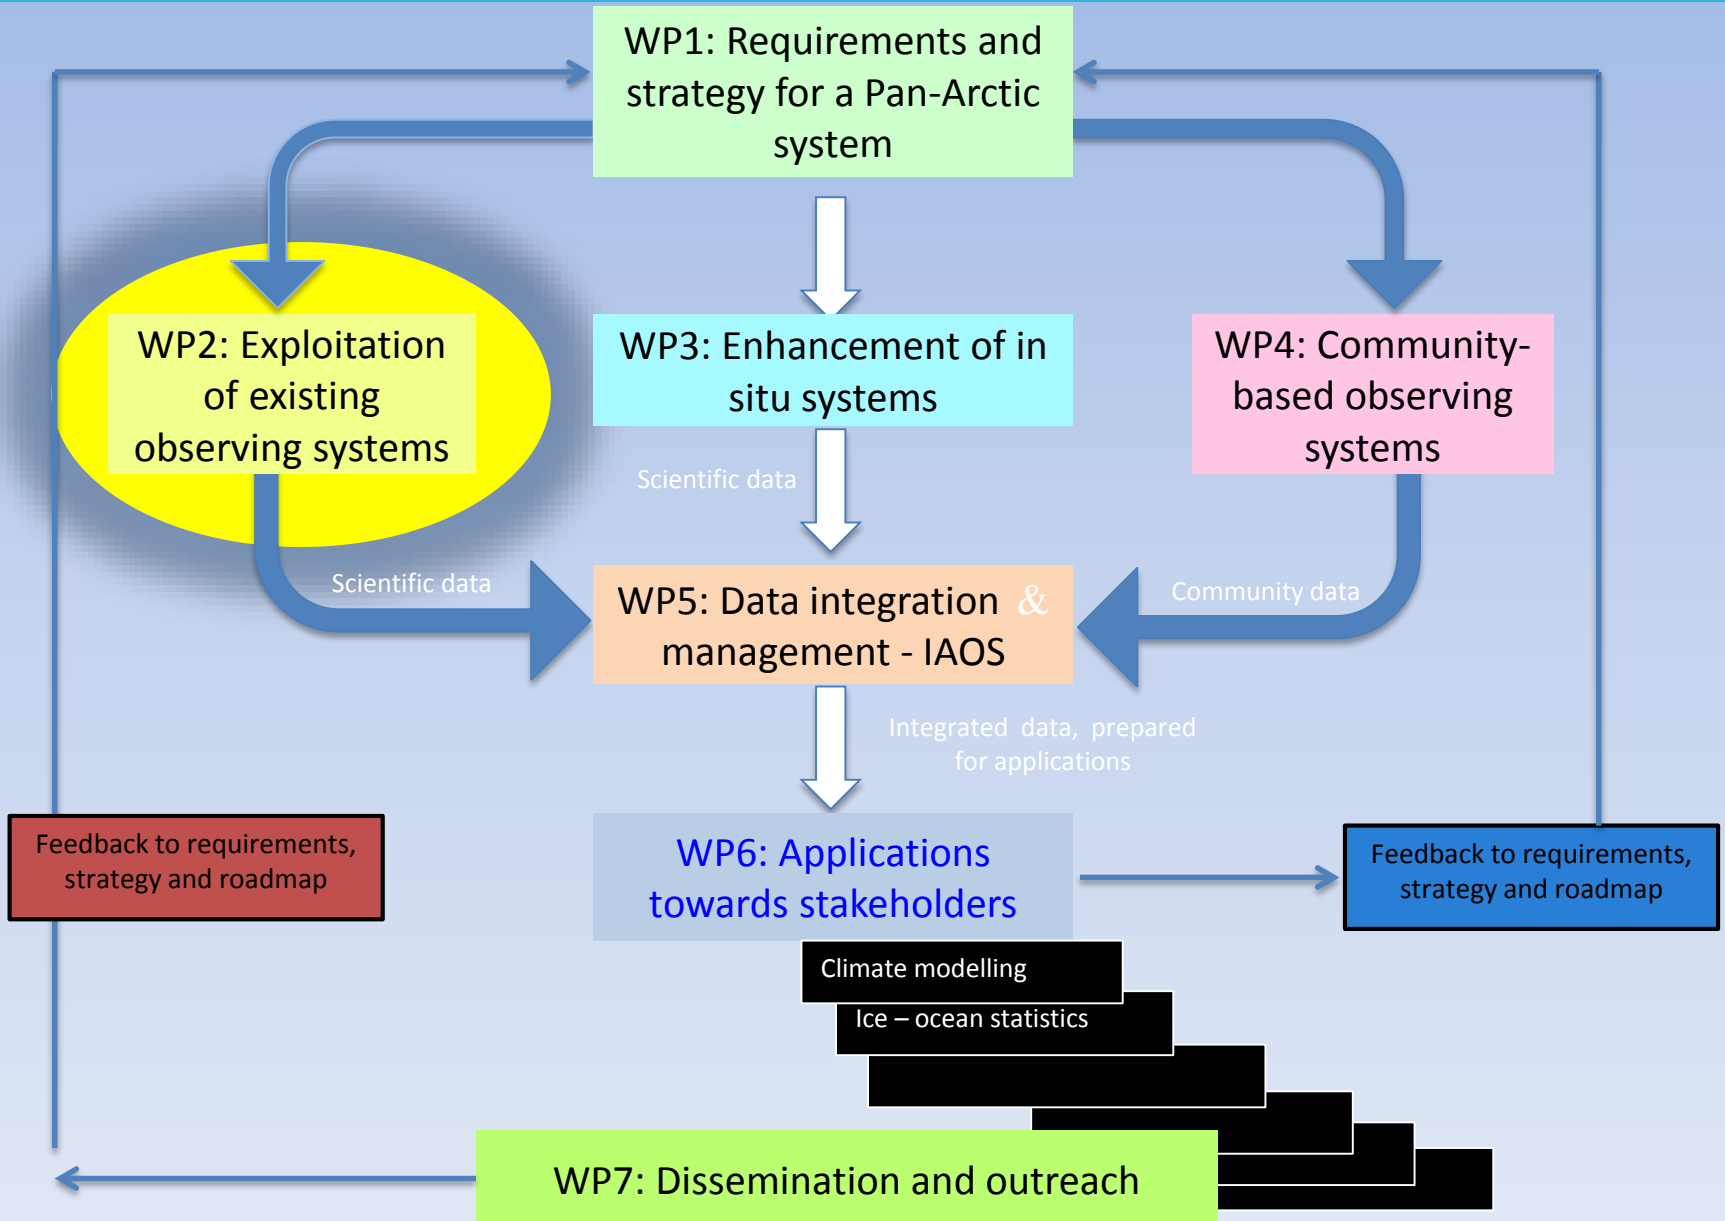 WP1: Requirements and
strategy for a Pan-Arctic
system
WP2: Exploitation
of existing
observing systems
WP3: Enhancement of in
situ systems
WP4: Community-
based observing
systems
Scientific data
Scientific data
Community data
WP5: Data integration &
management - IAOS
Integrated data, prepared
for applications
Feedback to requirements,
strategy and roadmap
WP6: Applications
towards stakeholders
Feedback to requirements,
strategy and roadmap
Climate modelling
Ice – ocean statistics
WP7: Dissemination and outreach